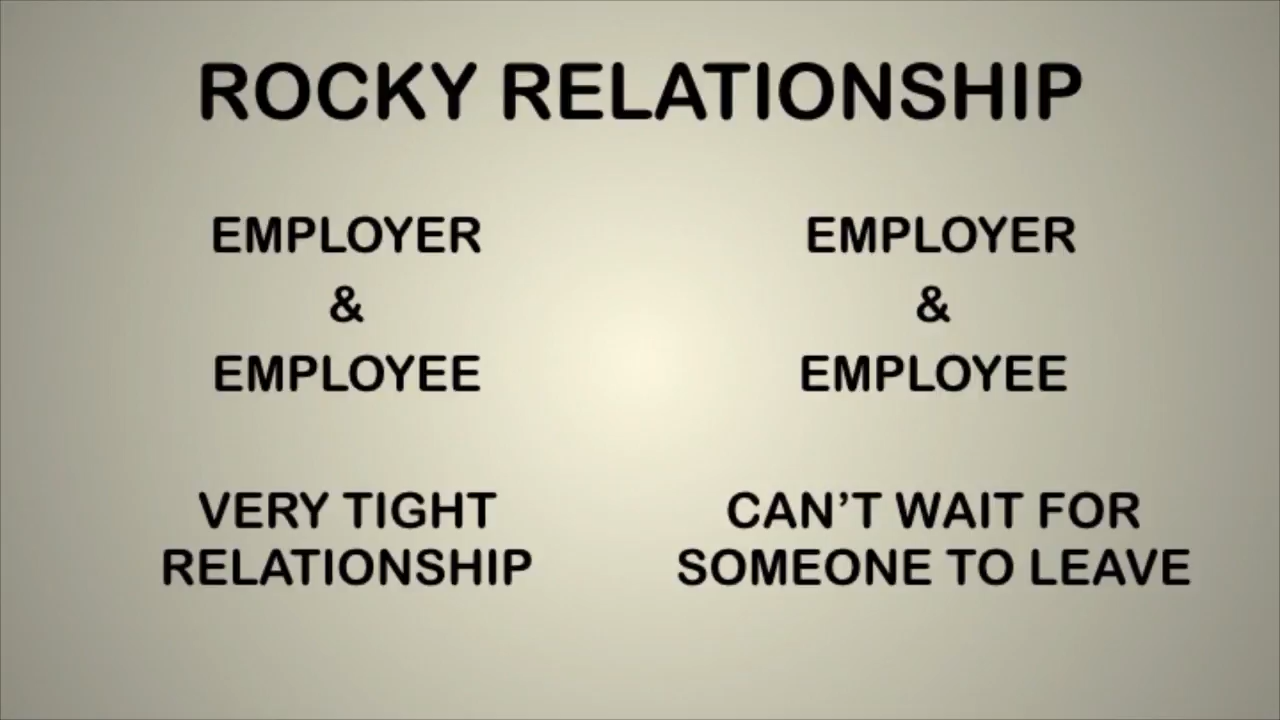 ROCKY RELATIONSHIP
EMPLOYER
&
EMPLOYEE
VERY TIGHT
RELATIONSHIP
EMPLOYER
&
EMPLOYEE
CAN’T WAIT FOR
SOMEONE TO LEAVE